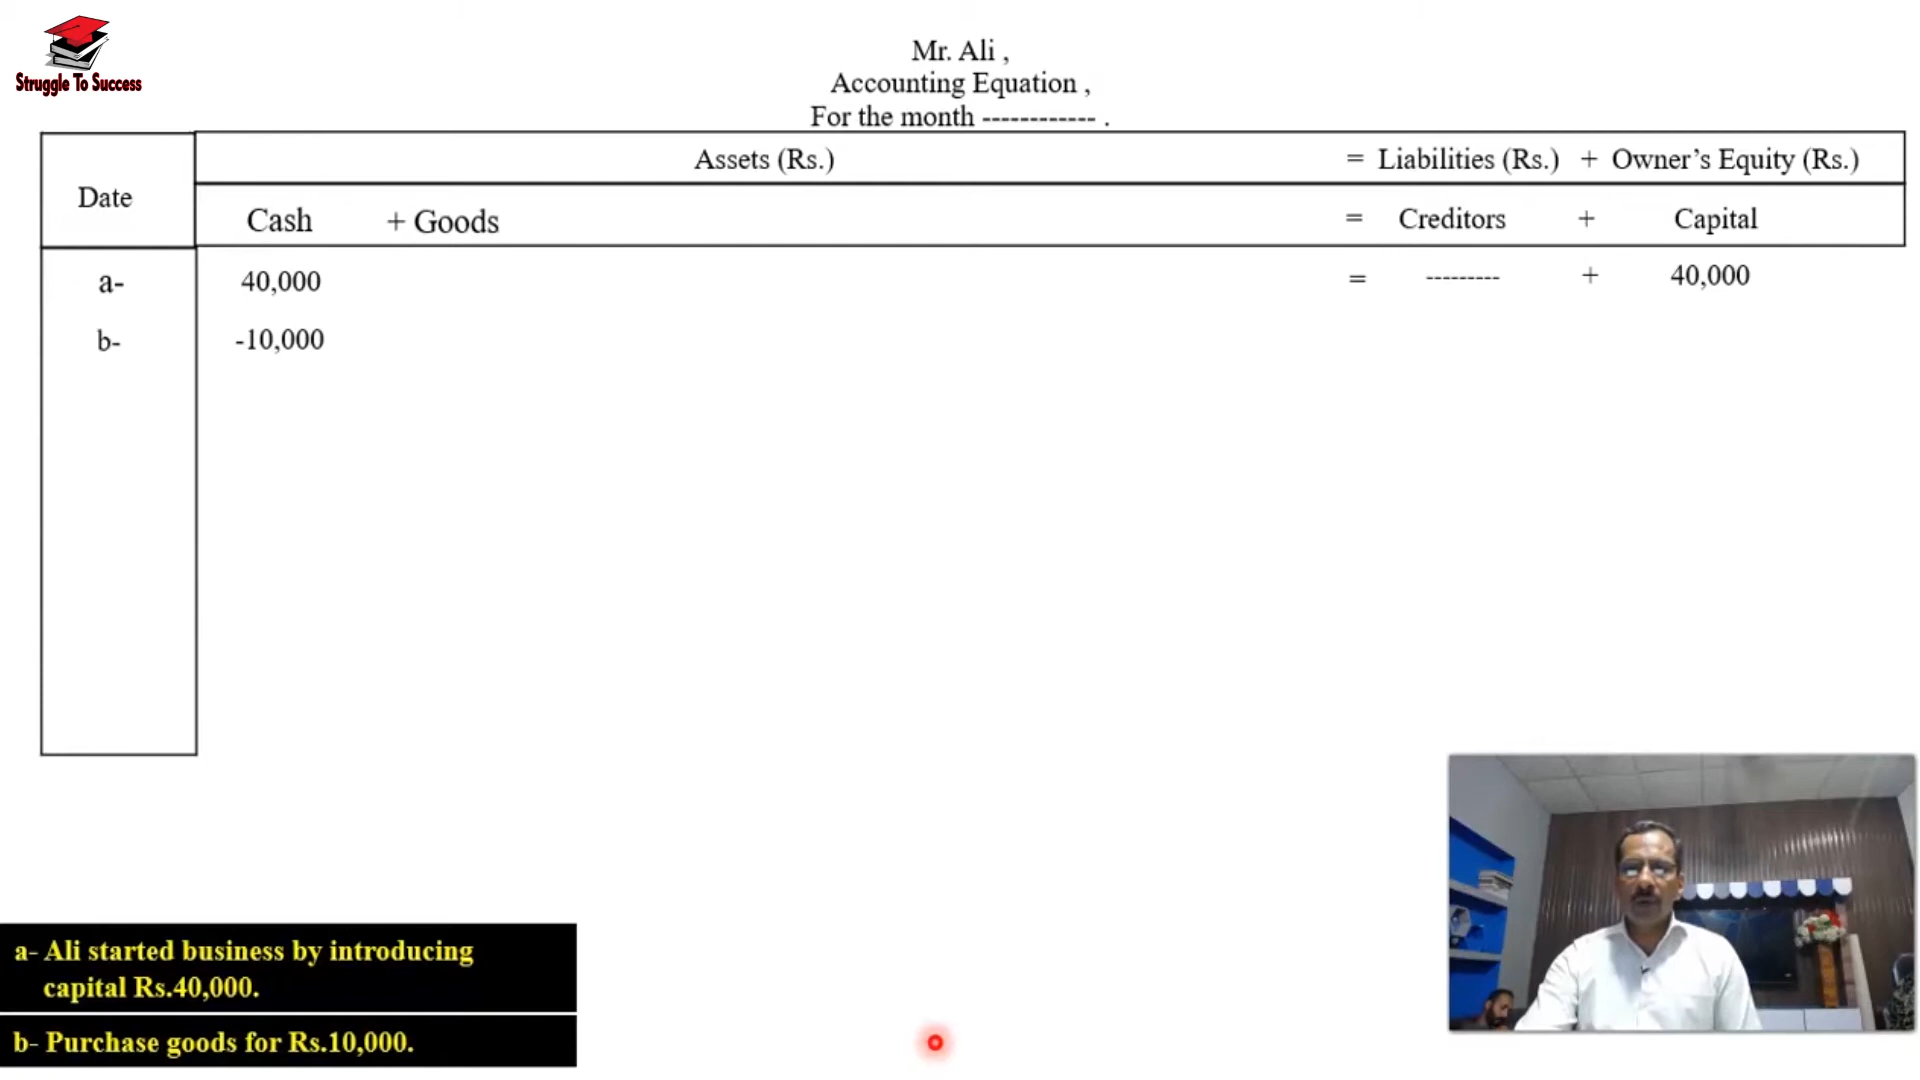 Struggle To Success
Mr. Ali ,
Accounting Equation ,
For the month ------------ .
Date
Assets (Rs.) = Liabilities (Rs.) + Owner's Equity (Rs.)
Cash + Goods = Creditors + Capital
a- 40,000 = --------- + 40,000
b- -10,000
a- Ali started business by introducing
capital Rs.40,000.
b- Purchase goods for Rs.10,000.